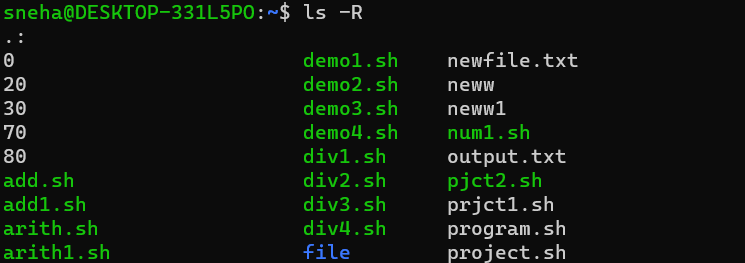 sneha@DESKTOP-331L5PO:~$ ls -R
.:
0 demo1.sh newfile.txt
20 demo2.sh neww
30 demo3.sh neww1
70 demo4.sh num1.sh
80 div1.sh output.txt
add.sh div2.sh pjct2.sh
add1.sh div3.sh prjct1.sh
arith.sh div4.sh program.sh
arith1.sh file project.sh